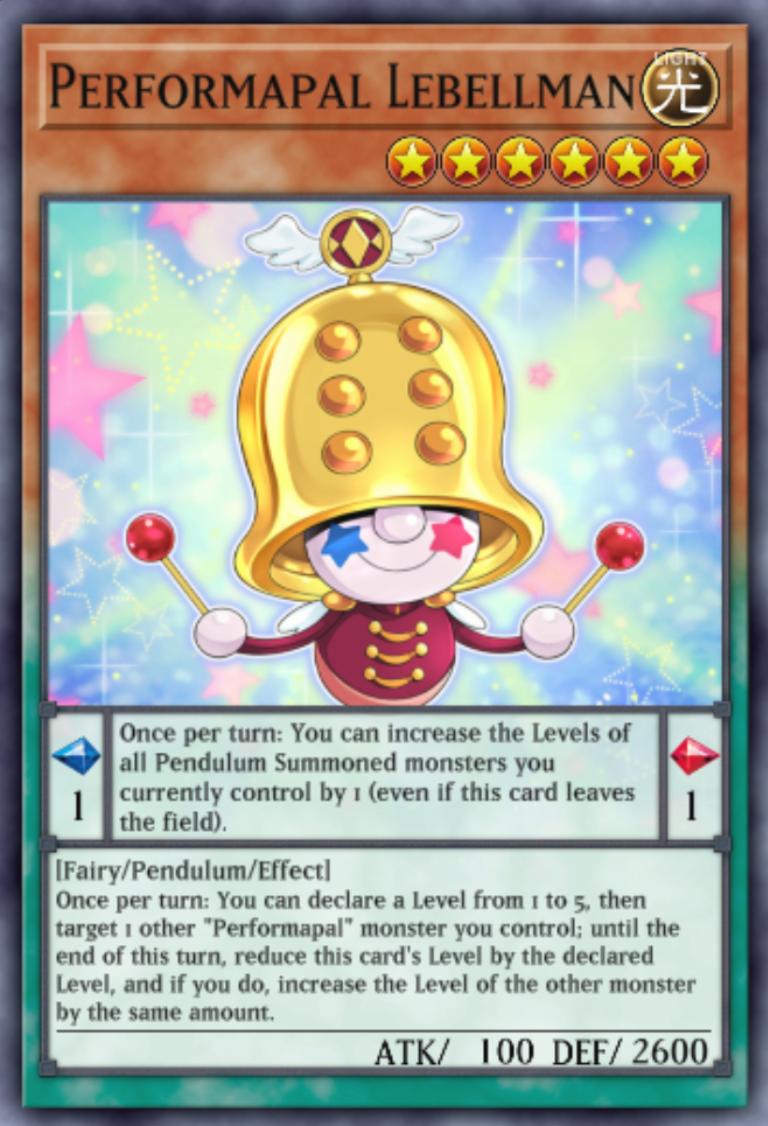 PERFORMAPAL LEBELLMAN
LIGHT
光
Once per turn: You can increase the Levels of
all Pendulum Summoned monsters you
currently control by 1 (even if this card leaves
the field).
1
1
[Fairy/Pendulum/Effect]
Once per turn: You can declare a Level from 1 to 5, then
target 1 other "Performapal" monster you control; until the
end of this turn, reduce this card's Level by the declared
Level, and if you do, increase the Level of the other monster
by the same amount.
ATK/ 100 DEF/ 2600